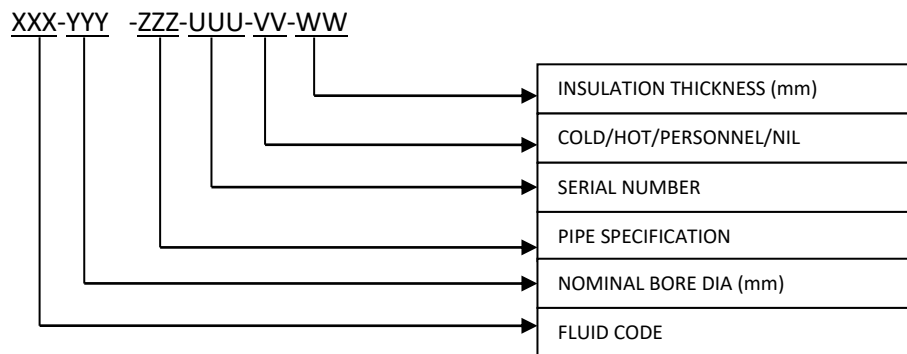 XXX-YYY -ZZZ-UUU-VV-WW
INSULATION THICKNESS (mm)
COLD/HOT/PERSONNEL/NIL
SERIAL NUMBER
PIPE SPECIFICATION
NOMINAL BORE DIA (mm)
FLUID CODE